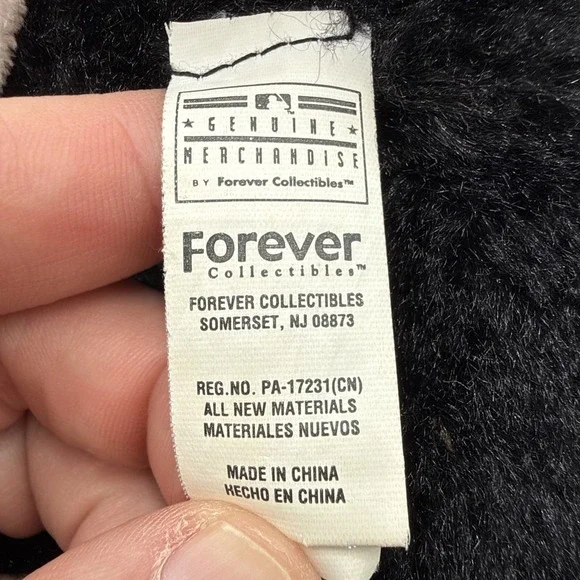 ★ GENUINE ★
MERCHANDISE
BY Forever Collectibles™
Forever
Collectibles™
FOREVER COLLECTIBLES
SOMERSET, NJ 08873
REG.NO. PA-17231(CN)
ALL NEW MATERIALS
MATERIALES NUEVOS
MADE IN CHINA
HECHO EN CHINA